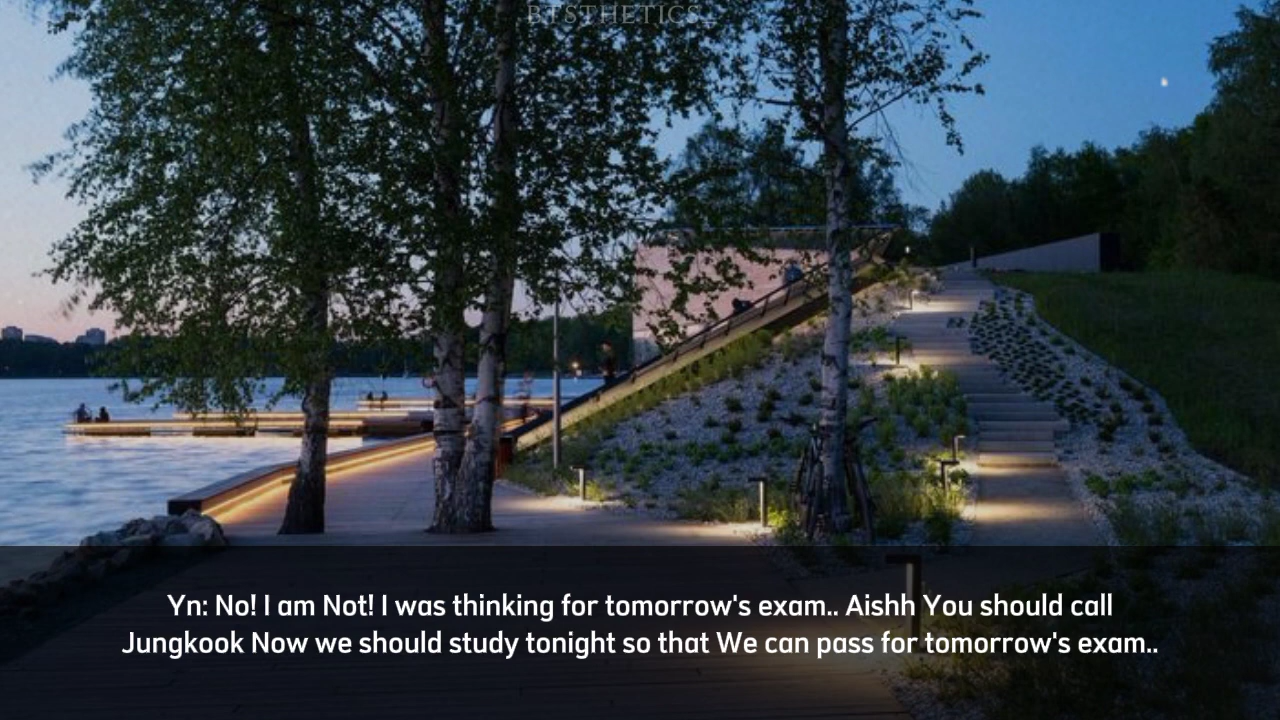 BTSTHETICS_
Yn: No! I am Not! I was thinking for tomorrow's exam.. Aishh You should call
Jungkook Now we should study tonight so that We can pass for tomorrow's exam..